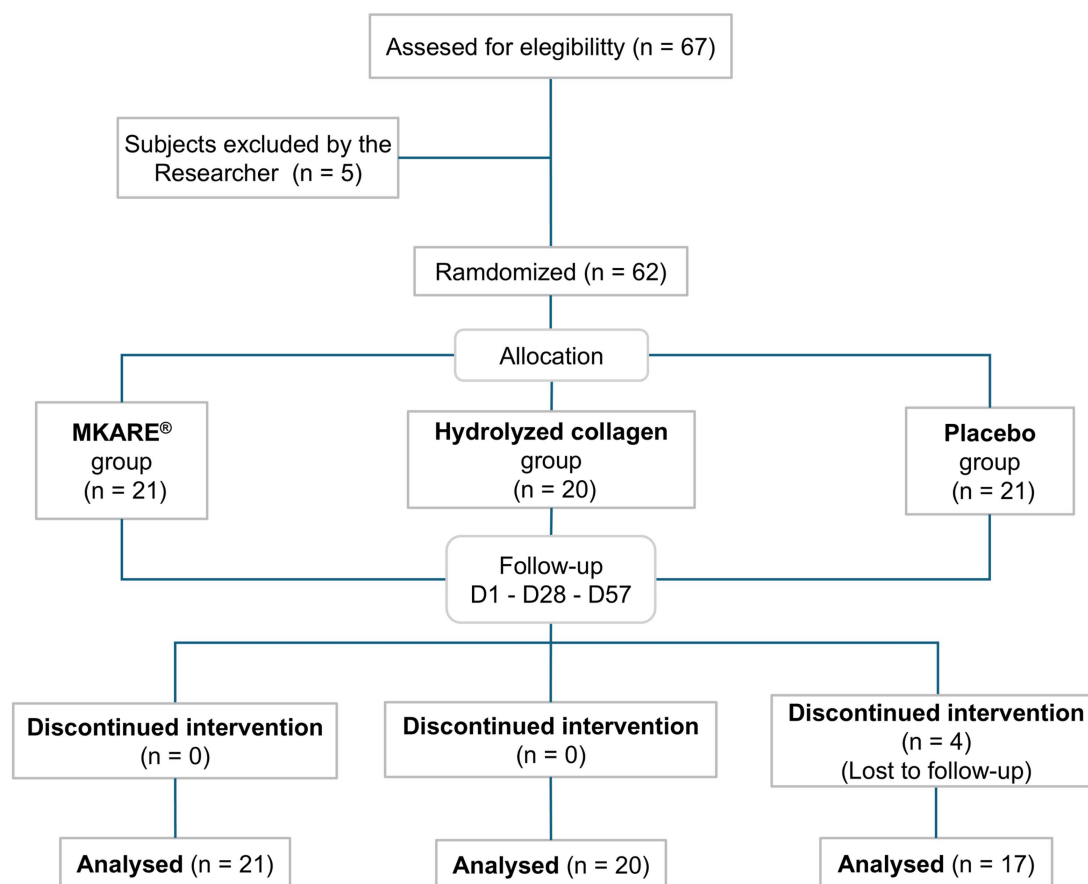 Assesed for elegibilitty (n = 67)
Subjects excluded by the
Researcher (n = 5)
Ramdomized (n = 62)
Allocation
MKARE®
group
(n = 21)
Hydrolyzed collagen
group
(n = 20)
Placebo
group
(n = 21)
Follow-up
D1 - D28 - D57
Discontinued intervention
(n = 0)
Discontinued intervention
(n = 0)
Discontinued intervention
(n = 4)
(Lost to follow-up)
Analysed (n = 21)
Analysed (n = 20)
Analysed (n = 17)